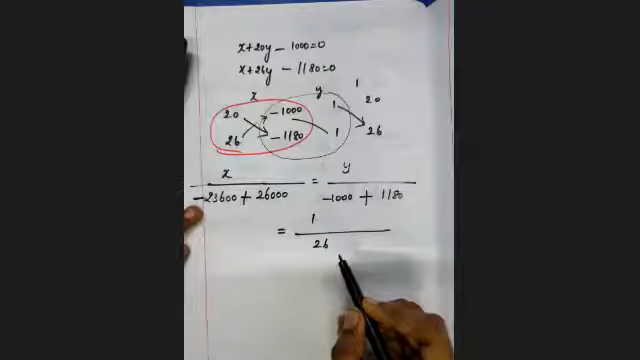 x+20y - 1000=0
x+26y - 1180=0
x y 1
20 -1000 1 20
26 -1180 1 26
x / -23600 + 26000 = y / -1000 + 1180
= 1 / 26